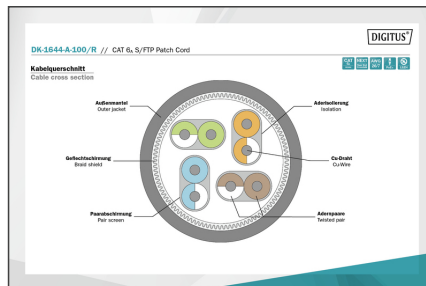 DIGITUS®
DK-1644-A-100/R // CAT 6A S/FTP Patch Cord
Kabelquerschnitt
Cable cross section
Außenmantel
Outer jacket
Aderisolierung
Isolation
Geflechtschirmung
Braid shield
Cu-Draht
Cu-Wire
Paarabschirmung
Pair screen
Adernpaare
Twisted pair